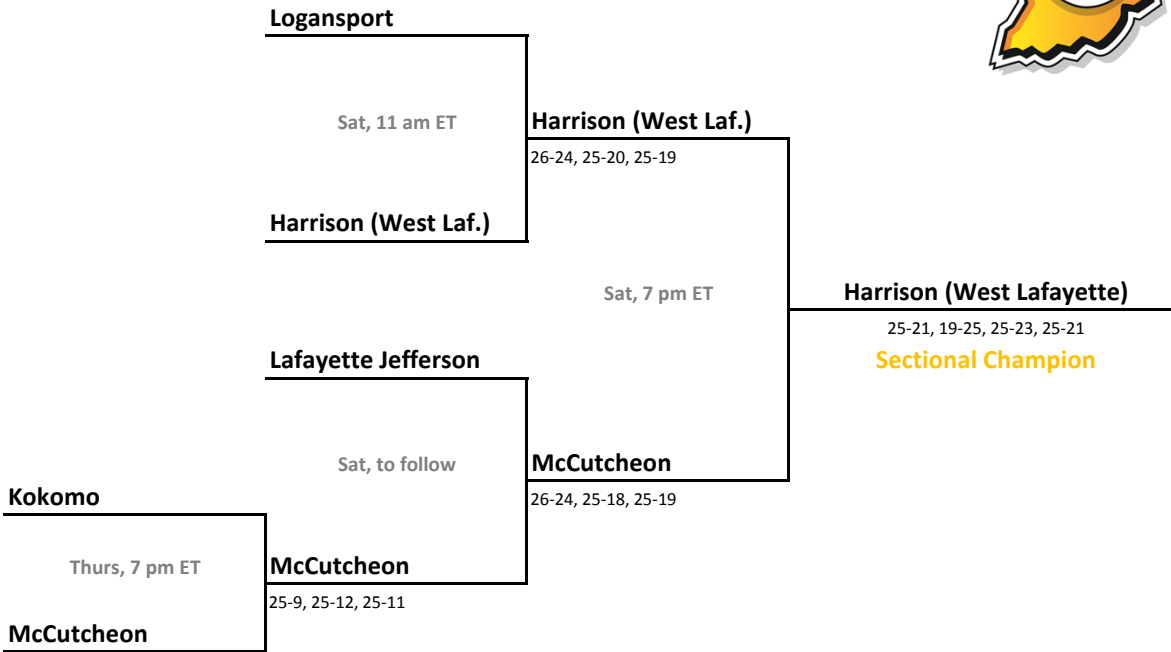 Logansport
Sat, 11 am ET
Harrison (West Laf.)
26-24, 25-20, 25-19
Harrison (West Laf.)
Sat, 7 pm ET
Harrison (West Lafayette)
25-21, 19-25, 25-23, 25-21
Sectional Champion
Lafayette Jefferson
Sat, to follow
McCutcheon
26-24, 25-18, 25-19
Kokomo
Thurs, 7 pm ET
McCutcheon
25-9, 25-12, 25-11
McCutcheon